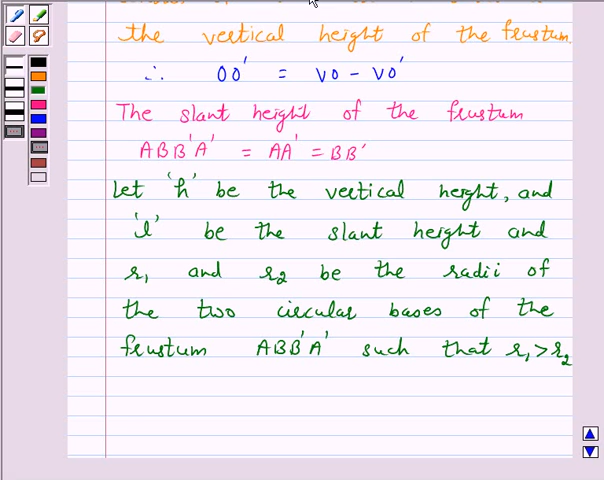 the vertical height of the frustum.
∴ OO' = VO - VO'
The slant height of the frustum
ABB'A' = AA' = BB'
Let 'h' be the vertical height, and
'l' be the slant height and
r₁ and r₂ be the radii of
the two circular bases of the
frustum ABB'A' such that r₁ > r₂